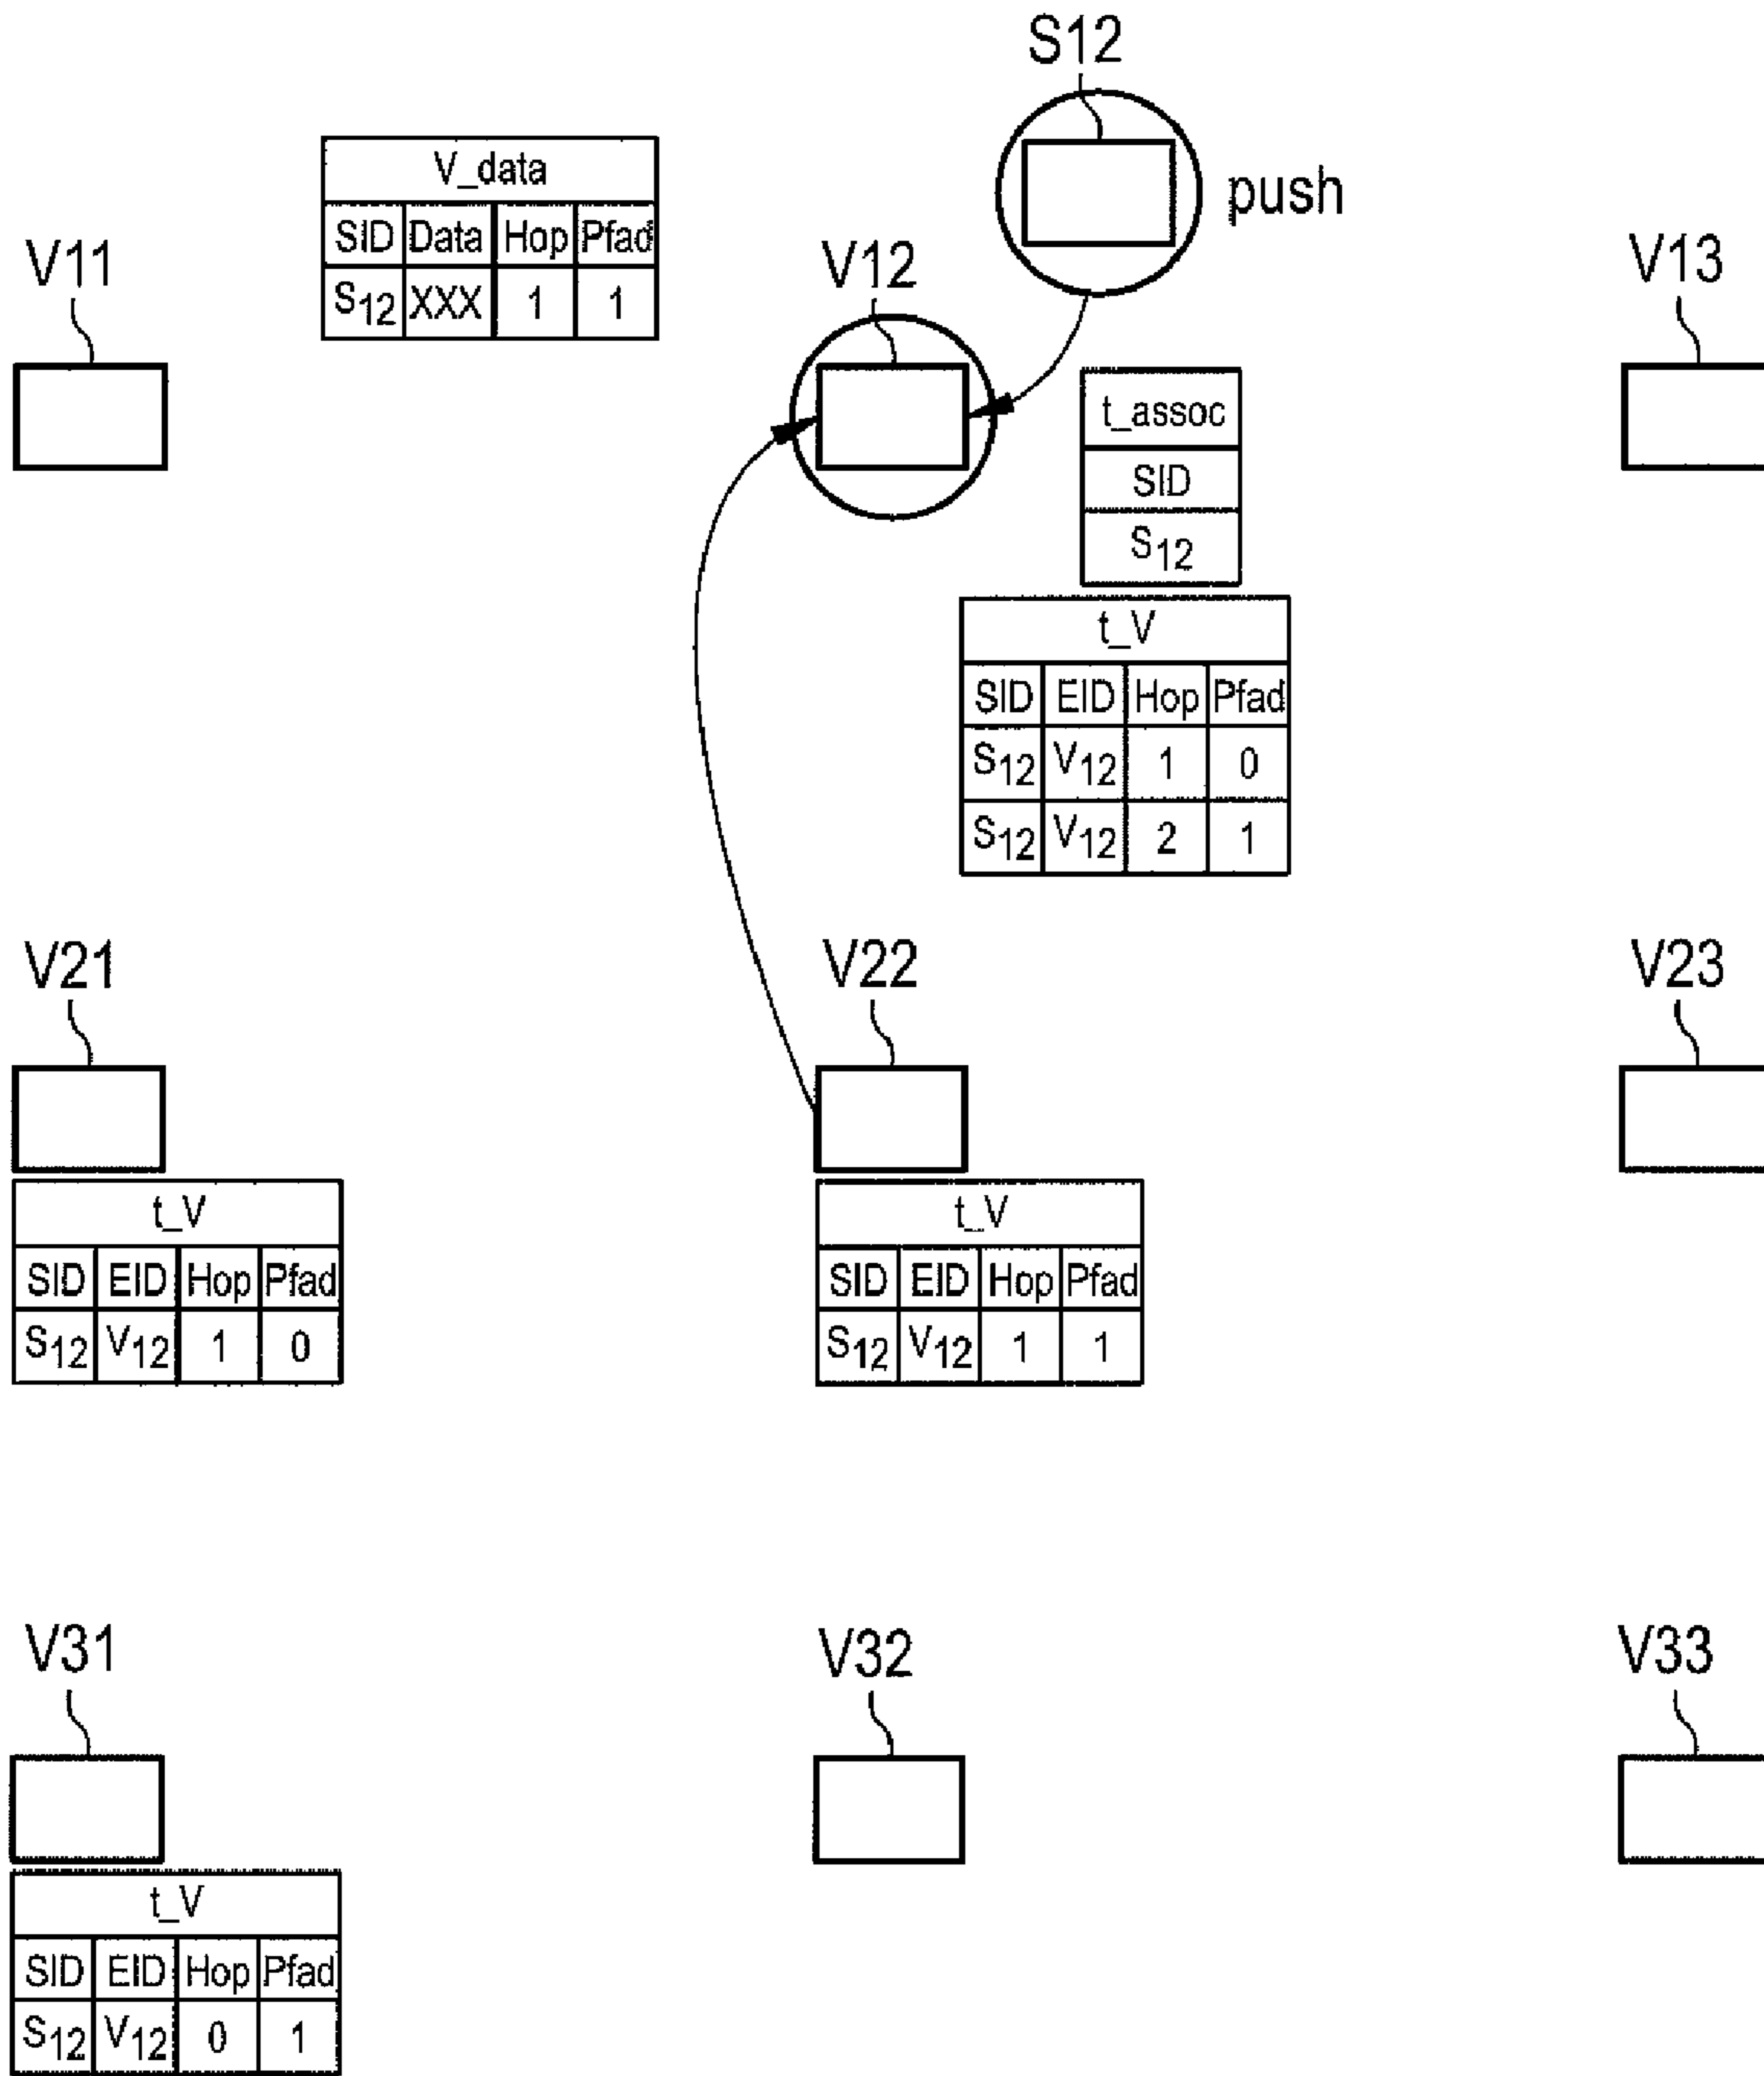 S12
push
V_data
SID Data Hop Pfad
S12 XXX 1 1
V11
V12
V13
t_assoc
SID
S12
t_V
SID EID Hop Pfad
S12 V12 1 0
S12 V12 2 1
V21
V22
V23
t_V
SID EID Hop Pfad
S12 V12 1 0
t_V
SID EID Hop Pfad
S12 V12 1 1
V31
V32
V33
t_V
SID EID Hop Pfad
S12 V12 0 1